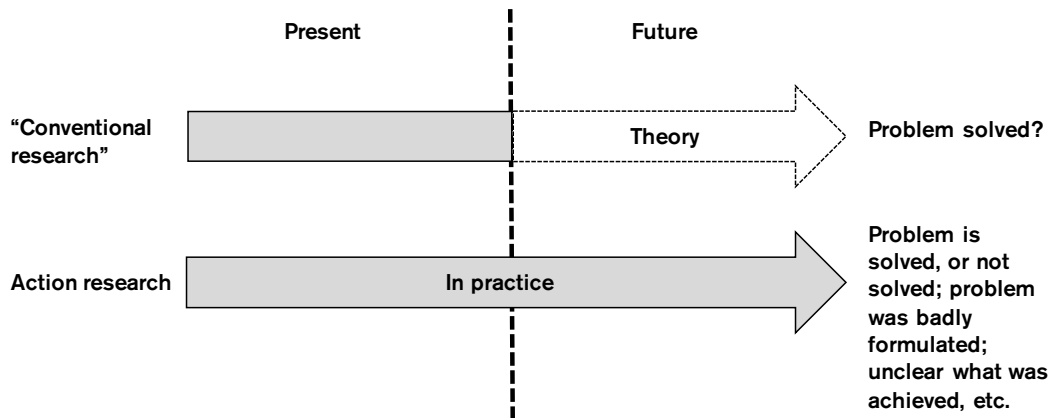 Present
Future
“Conventional
research”
Theory
Problem solved?
Action research
In practice
Problem is
solved, or not
solved; problem
was badly
formulated;
unclear what was
achieved, etc.